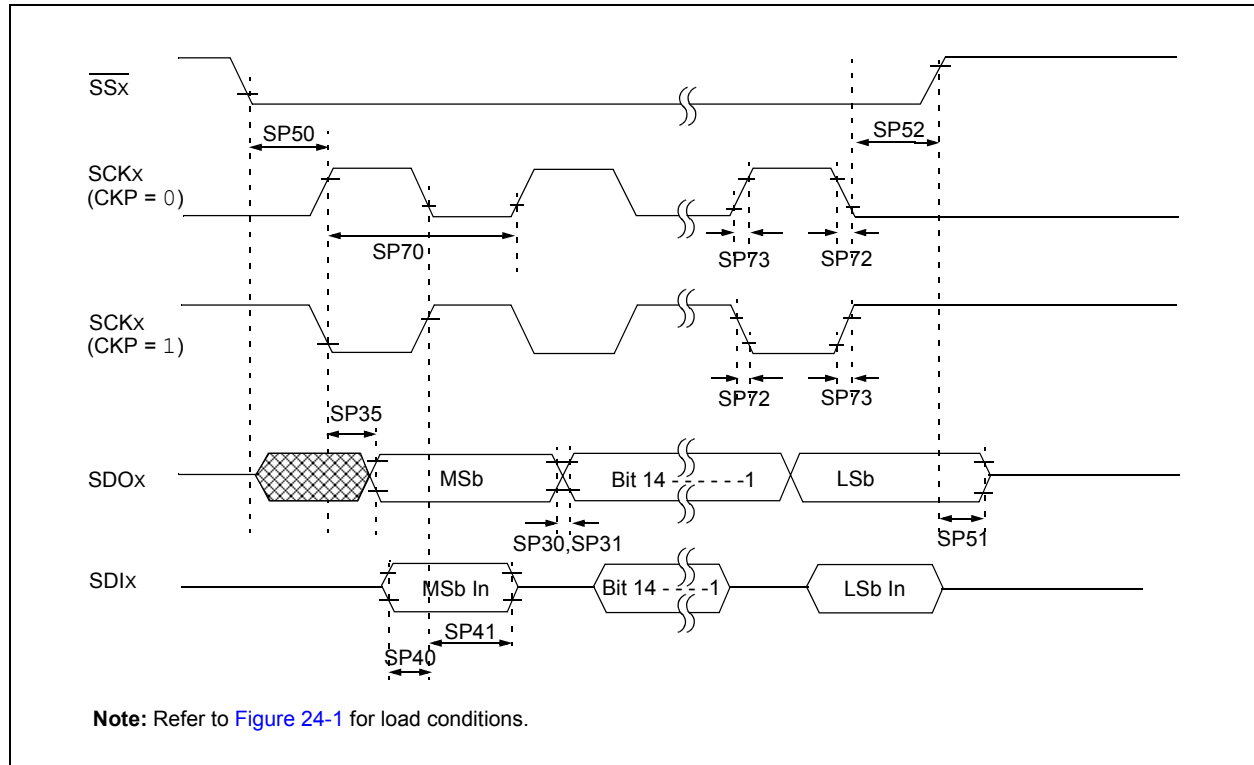 SSx
SP50
SP52
SCKx
(CKP = 0)
SP70
SP73
SP72
SCKx
(CKP = 1)
SP72
SP73
SP35
SDOx
MSb
Bit 14 - - - - - -1
LSb
SP30,SP31
SP51
SDIx
MSb In
Bit 14 - - - -1
LSb In
SP41
SP40
Note: Refer to Figure 24-1 for load conditions.